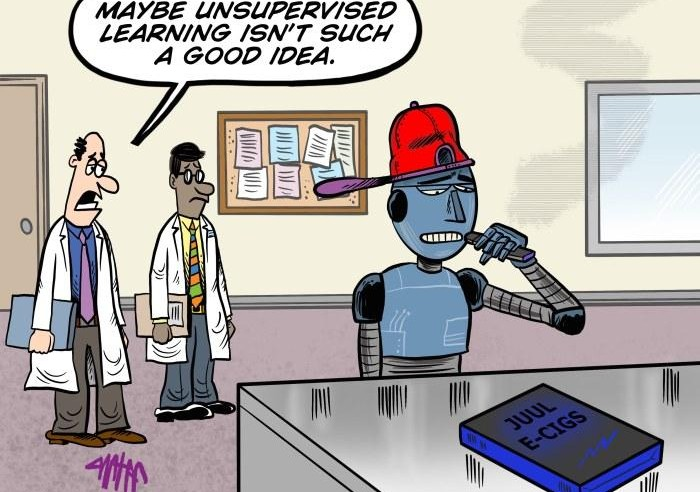 MAYBE UNSUPERVISED
LEARNING ISN'T SUCH
A GOOD IDEA.
JUUL
E-CIGS